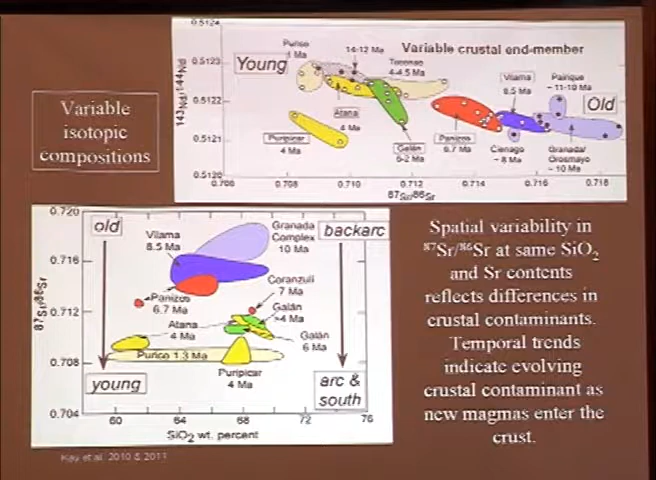 Variable
isotopic
compositions
0.5124
0.5123
0.5122
0.5121
0.5120
143Nd/144Nd
0.706
0.708
0.710
0.712
0.714
0.716
0.718
87Sr/86Sr
Variable crustal end-member
Young
Old
Purico
1 Ma
14-12 Ma
Toconao
4-4.5 Ma
Atana
4 Ma
Puripicar
4 Ma
Galán
6-2 Ma
Panizos
6.7 Ma
Vilama
8.5 Ma
Cienago
~ 8 Ma
Pairique
~ 11-10 Ma
Granada/
Orosmayo
~ 10 Ma
0.720
0.716
0.712
0.708
0.704
87Sr/86Sr
60
64
68
72
76
SiO2 wt. percent
old
young
backarc
arc &
south
Vilama
8.5 Ma
Granada
Complex
10 Ma
Panizos
6.7 Ma
Coranzulí
7 Ma
Atana
4 Ma
Galán
>4 Ma
Galán
6 Ma
Purico 1.3 Ma
Puripicar
4 Ma
Spatial variability in
87Sr/86Sr at same SiO2
and Sr contents
reflects differences in
crustal contaminants.
Temporal trends
indicate evolving
crustal contaminant as
new magmas enter the
crust.
Kay et al. 2010 & 2011